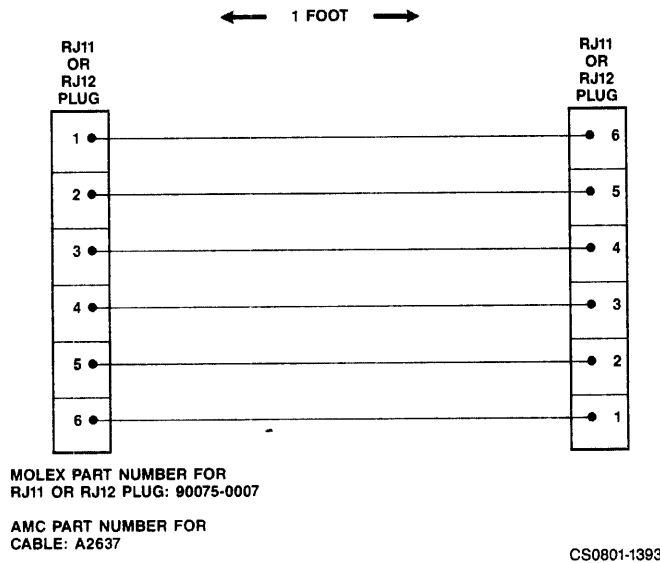 1 FOOT
RJ11
OR
RJ12
PLUG
RJ11
OR
RJ12
PLUG
1 6
2 5
3 4
4 3
5 2
6 1
MOLEX PART NUMBER FOR
RJ11 OR RJ12 PLUG: 90075-0007
AMC PART NUMBER FOR
CABLE: A2637
CS0801-1393